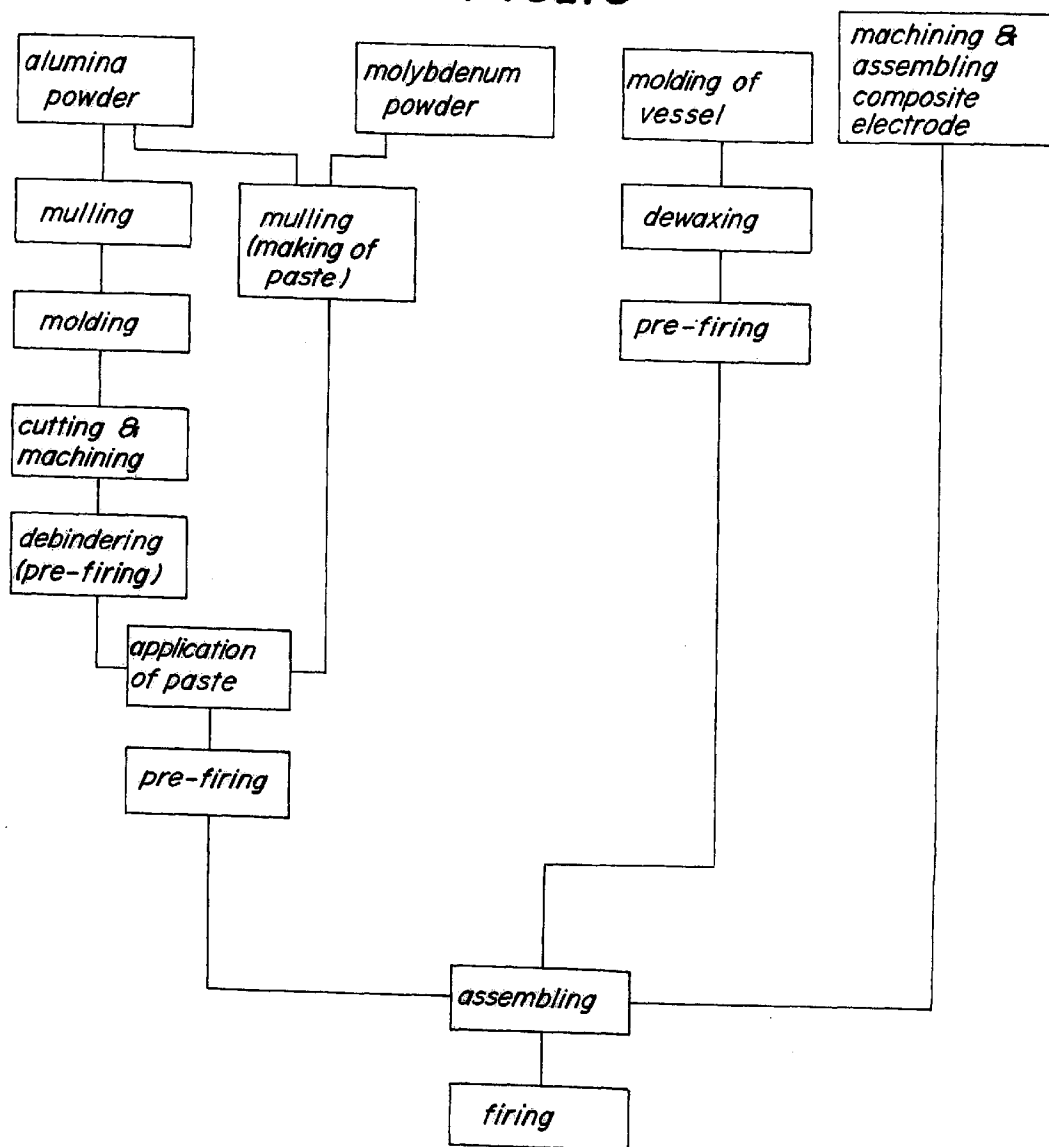 alumina
powder
molybdenum
powder
molding of
vessel
machining &
assembling
composite
electrode
mulling
mulling
(making of
paste)
dewaxing
molding
pre-firing
cutting &
machining
debindering
(pre-firing)
application
of paste
pre-firing
assembling
firing